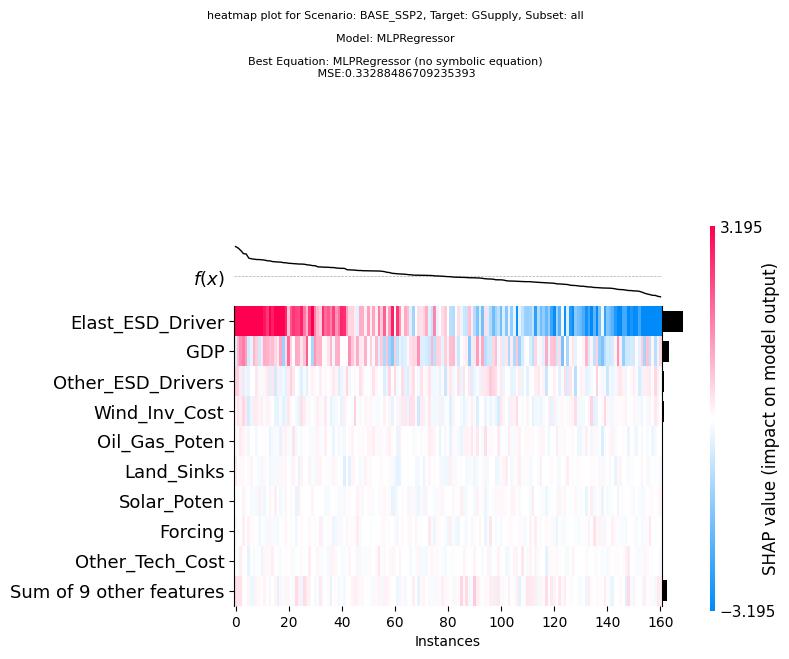 heatmap plot for Scenario: BASE_SSP2, Target: GSupply, Subset: all
Model: MLPRegressor
Best Equation: MLPRegressor (no symbolic equation)
MSE:0.33288486709235393
f(x)
Elast_ESD_Driver
GDP
Other_ESD_Drivers
Wind_Inv_Cost
Oil_Gas_Poten
Land_Sinks
Solar_Poten
Forcing
Other_Tech_Cost
Sum of 9 other features
0 20 40 60 80 100 120 140 160
Instances
3.195
−3.195
SHAP value (impact on model output)